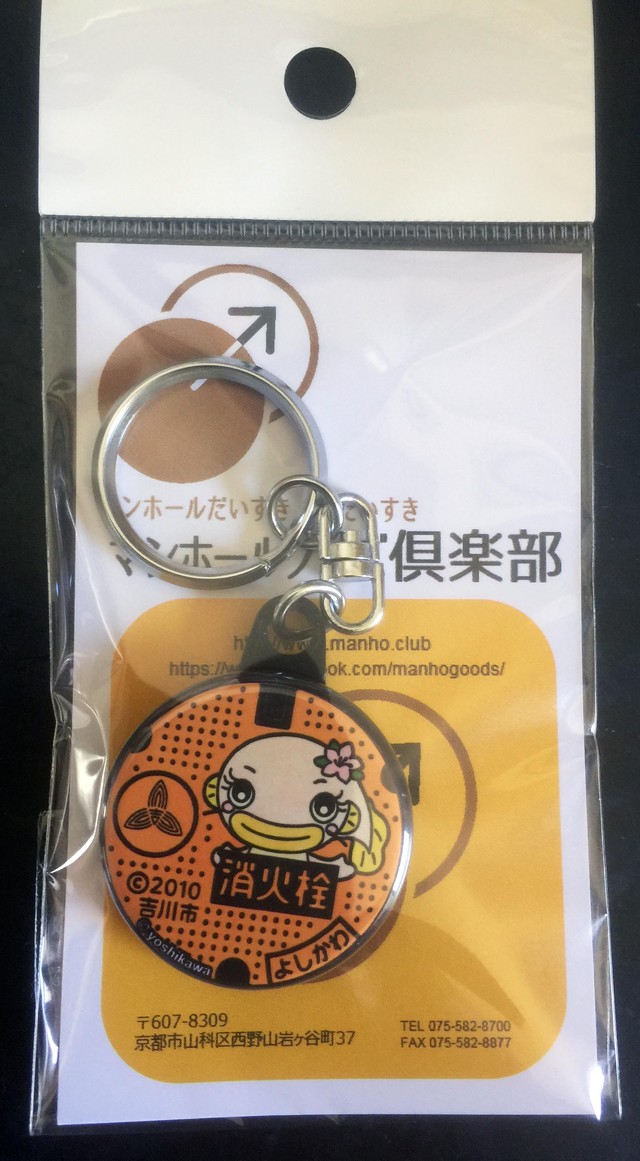 ンホールだいすき いすき
マンホール 倶楽部
.manho.club
ook.com/manhogoods/
消火栓
©2010
吉川市
よしかわ
yoshikawa
〒607-8309
京都市山科区西野山岩ヶ谷町37
TEL 075-582-8700
FAX 075-582-8877